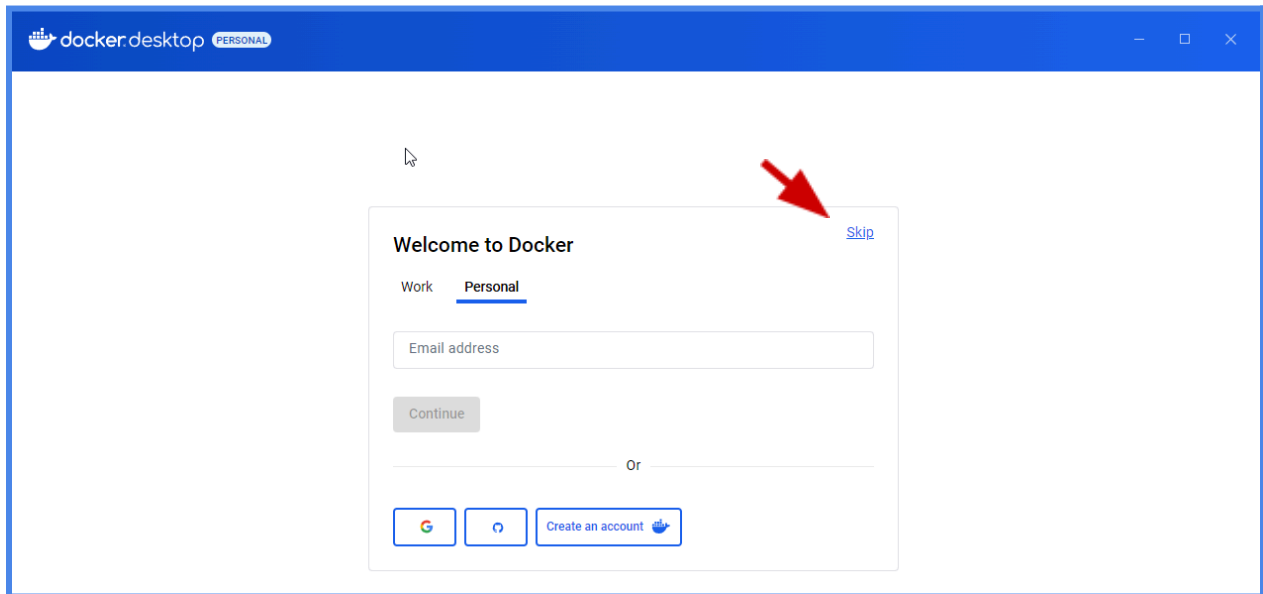 docker.desktop PERSONAL
Skip
Welcome to Docker
Work Personal
Email address
Continue
Or
Create an account